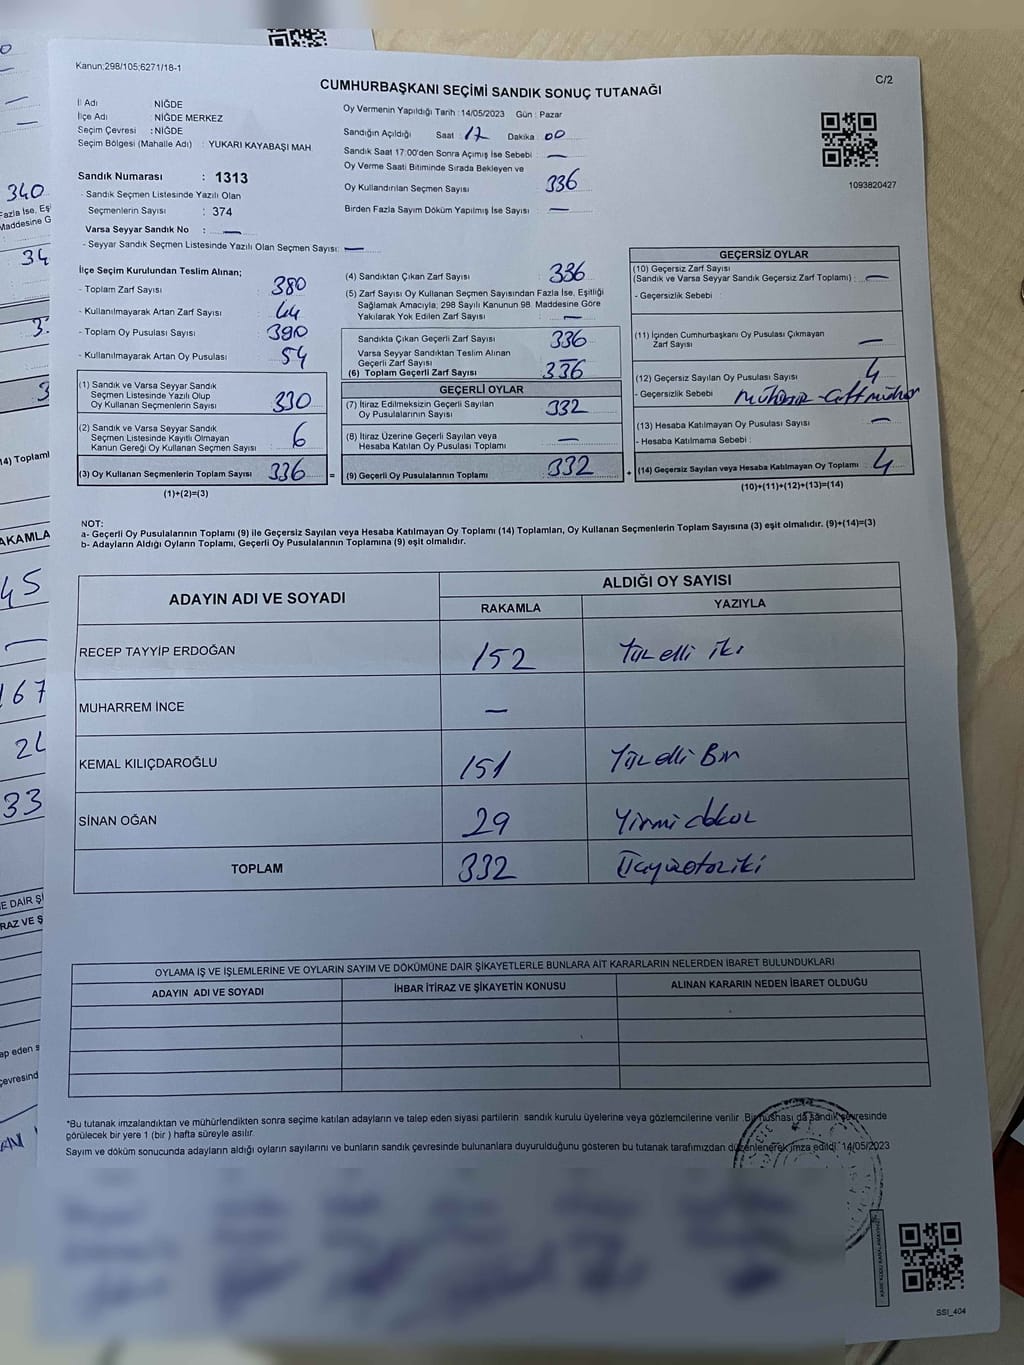 Kanun;298/105;6271/18-1
C/2
CUMHURBAŞKANI SEÇİMİ SANDIK SONUÇ TUTANAĞI
İl Adı NİĞDE
İlçe Adı NİĞDE MERKEZ
Seçim Çevresi : NİĞDE
Seçim Bölgesi (Mahalle Adı) : YUKARI KAYABAŞI MAH
Sandık Numarası : 1313
- Sandık Seçmen Listesinde Yazılı Olan
Seçmenlerin Sayısı : 374
Varsa Seyyar Sandık No : —
- Seyyar Sandık Seçmen Listesinde Yazılı Olan Seçmen Sayısı: —
Oy Vermenin Yapıldığı Tarih : 14/05/2023 Gün : Pazar
Sandığın Açıldığı Saat : 17 Dakika : 00
Sandık Saat 17:00'den Sonra Açımış İse Sebebi : —
Oy Verme Saati Bitiminde Sırada Bekleyen ve
Oy Kullandırılan Seçmen Sayısı 336
Birden Fazla Sayım Döküm Yapılmış İse Sayısı : —
1093820427
İlçe Seçim Kurulundan Teslim Alınan;
- Toplam Zarf Sayısı 380
- Kullanılmayarak Artan Zarf Sayısı 44
- Toplam Oy Pusulası Sayısı 390
- Kullanılmayarak Artan Oy Pusulası 54
(1) Sandık ve Varsa Seyyar Sandık
Seçmen Listesinde Yazılı Olup
Oy Kullanan Seçmenlerin Sayısı 330
(2) Sandık ve Varsa Seyyar Sandık
Seçmen Listesinde Kayıtlı Olmayan
Kanun Gereği Oy Kullanan Seçmen Sayısı 6
(3) Oy Kullanan Seçmenlerin Toplam Sayısı 336 =
(1)+(2)=(3)
(4) Sandıktan Çıkan Zarf Sayısı 336
(5) Zarf Sayısı Oy Kullanan Seçmen Sayısından Fazla İse, Eşitliği
Sağlamak Amacıyla, 298 Sayılı Kanunun 98. Maddesine Göre
Yakılarak Yok Edilen Zarf Sayısı : —
Sandıkta Çıkan Geçerli Zarf Sayısı 336
Varsa Seyyar Sandıktan Teslim Alınan
Geçerli Zarf Sayısı
(6) Toplam Geçerli Zarf Sayısı 336
GEÇERLİ OYLAR
(7) İtiraz Edilmeksizin Geçerli Sayılan
Oy Pusulalarının Sayısı 332
(8) İtiraz Üzerine Geçerli Sayılan veya
Hesaba Katılan Oy Pusulası Toplamı —
(9) Geçerli Oy Pusulalarının Toplamı 332 +
GEÇERSİZ OYLAR
(10) Geçersiz Zarf Sayısı
(Sandık ve Varsa Seyyar Sandık Geçersiz Zarf Toplamı) : —
- Geçersizlik Sebebi :
(11) İçinden Cumhurbaşkanı Oy Pusulası Çıkmayan
Zarf Sayısı —
(12) Geçersiz Sayılan Oy Pusulası Sayısı 4
- Geçersizlik Sebebi
(13) Hesaba Katılmayan Oy Pusulası Sayısı —
- Hesaba Katılmama Sebebi :
(14) Geçersiz Sayılan veya Hesaba Katılmayan Oy Toplamı 4
(10)+(11)+(12)+(13)=(14)
NOT:
a- Geçerli Oy Pusulalarının Toplamı (9) ile Geçersiz Sayılan veya Hesaba Katılmayan Oy Toplamı (14) Toplamları, Oy Kullanan Seçmenlerin Toplam Sayısına (3) eşit olmalıdır. (9)+(14)=(3)
b- Adayların Aldığı Oyların Toplamı, Geçerli Oy Pusulalarının Toplamına (9) eşit olmalıdır.
ADAYIN ADI VE SOYADI
ALDIĞI OY SAYISI
RAKAMLA YAZIYLA
RECEP TAYYİP ERDOĞAN 152 Yüz elli iki
MUHARREM İNCE —
KEMAL KILIÇDAROĞLU 151 Yüz elli Bir
SİNAN OĞAN 29 Yirmi dokuz
TOPLAM 332 Üçyüzotuziki
OYLAMA İŞ VE İŞLEMLERİNE VE OYLARIN SAYIM VE DÖKÜMÜNE DAİR ŞİKAYETLERLE BUNLARA AİT KARARLARIN NELERDEN İBARET BULUNDUKLARI
ADAYIN ADI VE SOYADI İHBAR İTİRAZ VE ŞİKAYETİN KONUSU ALINAN KARARIN NEDEN İBARET OLDUĞU
*Bu tutanak imzalandıktan ve mühürlendikten sonra seçime katılan adayların ve talep eden siyasi partilerin sandık kurulu üyelerine veya gözlemcilerine verilir. Bir nüshası da sandık çevresinde
görülecek bir yere 1 (bir) hafta süreyle asılır.
Sayım ve döküm sonucunda adayların aldığı oyların sayılarını ve bunların sandık çevresinde bulunanlara duyurulduğunu gösteren bu tutanak tarafımızdan düzenlenerek imza edildi. 14/05/2023
SSI_404